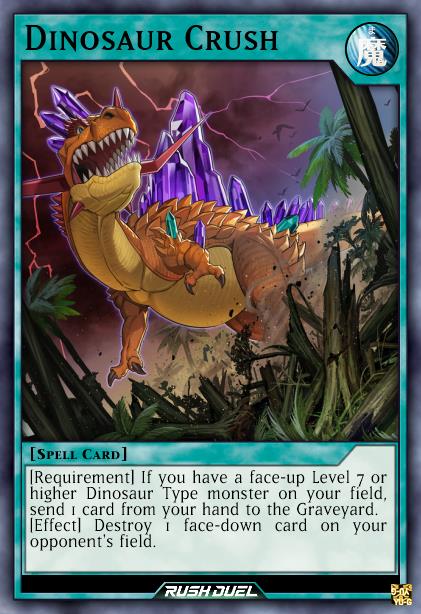 Dinosaur Crush
ま
魔
[Spell Card]
[Requirement] If you have a face-up Level 7 or
higher Dinosaur Type monster on your field,
send 1 card from your hand to the Graveyard.
[Effect] Destroy 1 face-down card on your
opponent's field.
RUSH DUEL